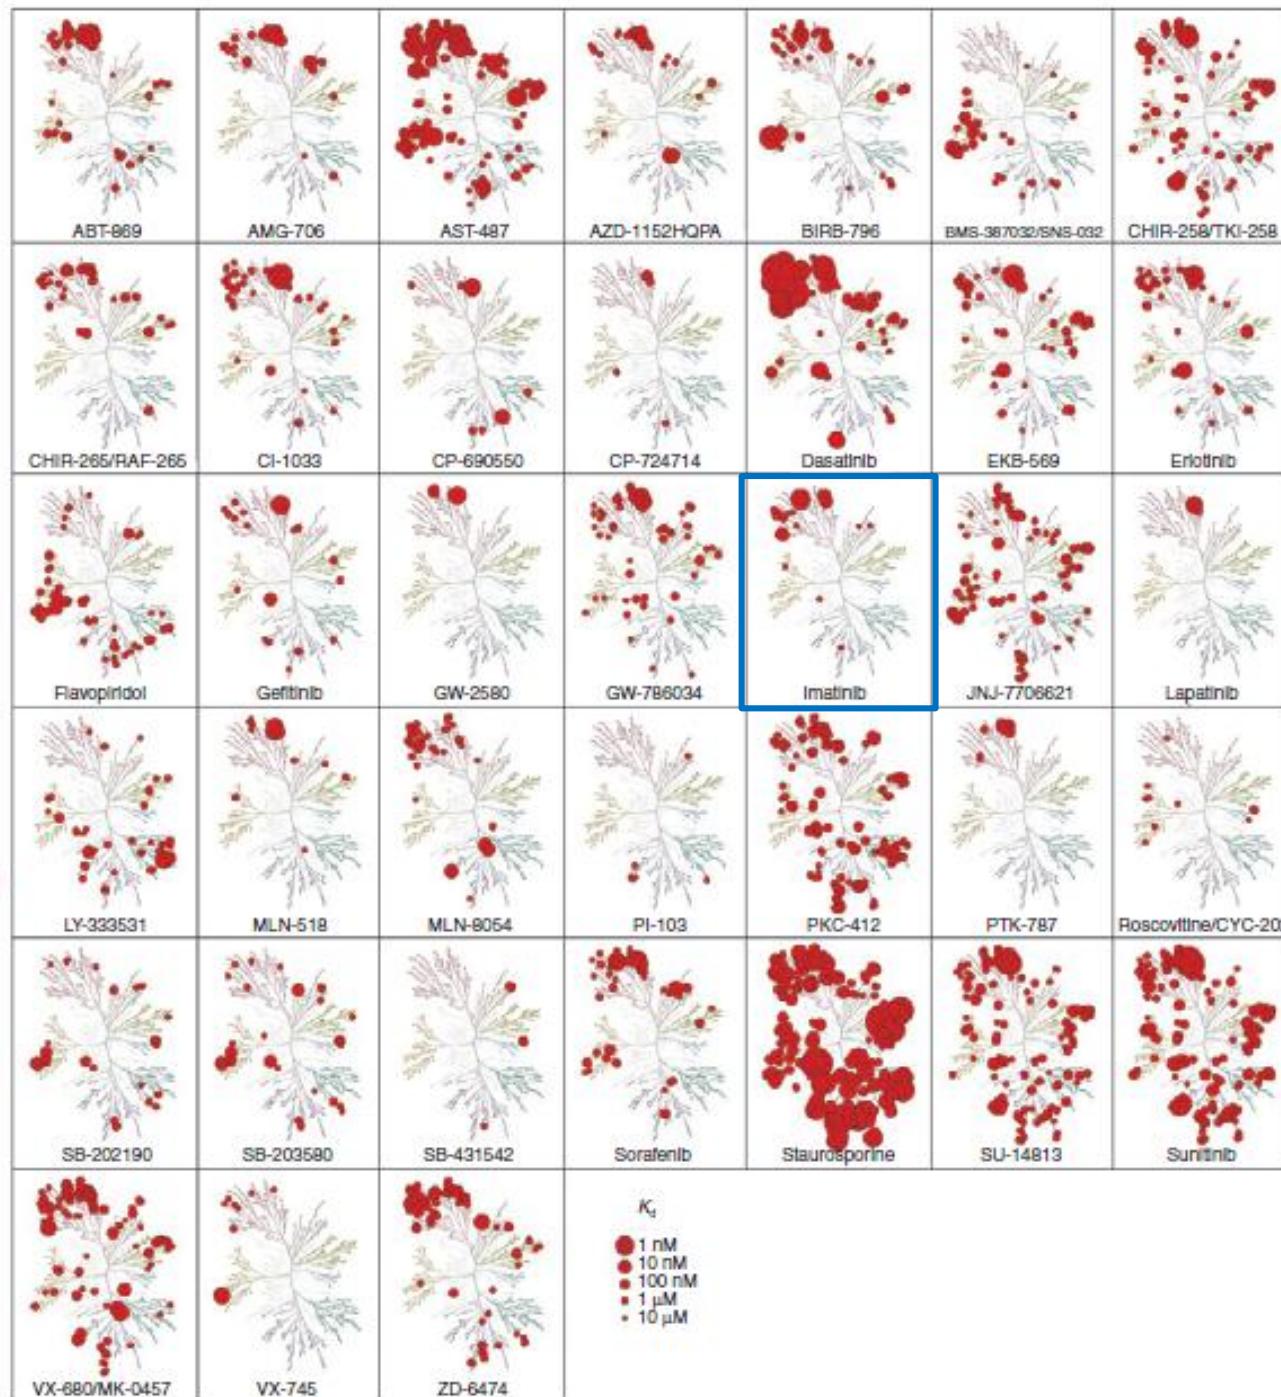 ABT-869
AMG-706
AST-487
AZD-1152HQPA
BIRB-796
BMS-387032/SNS-032
CHIR-258/TKI-258
CHIR-265/RAF-265
CI-1033
CP-690550
CP-724714
Dasatinib
EKB-569
Erlotinib
Flavopiridol
Gefitinib
GW-2580
GW-786034
Imatinib
JNJ-7706621
Lapatinib
LY-333531
MLN-518
MLN-8054
PI-103
PKC-412
PTK-787
Roscovitine/CYC-20
SB-202190
SB-203580
SB-431542
Sorafenib
Staurosporine
SU-14813
Sunitinib
VX-680/MK-0457
VX-745
ZD-6474
Kd
1 nM
10 nM
100 nM
1 µM
10 µM